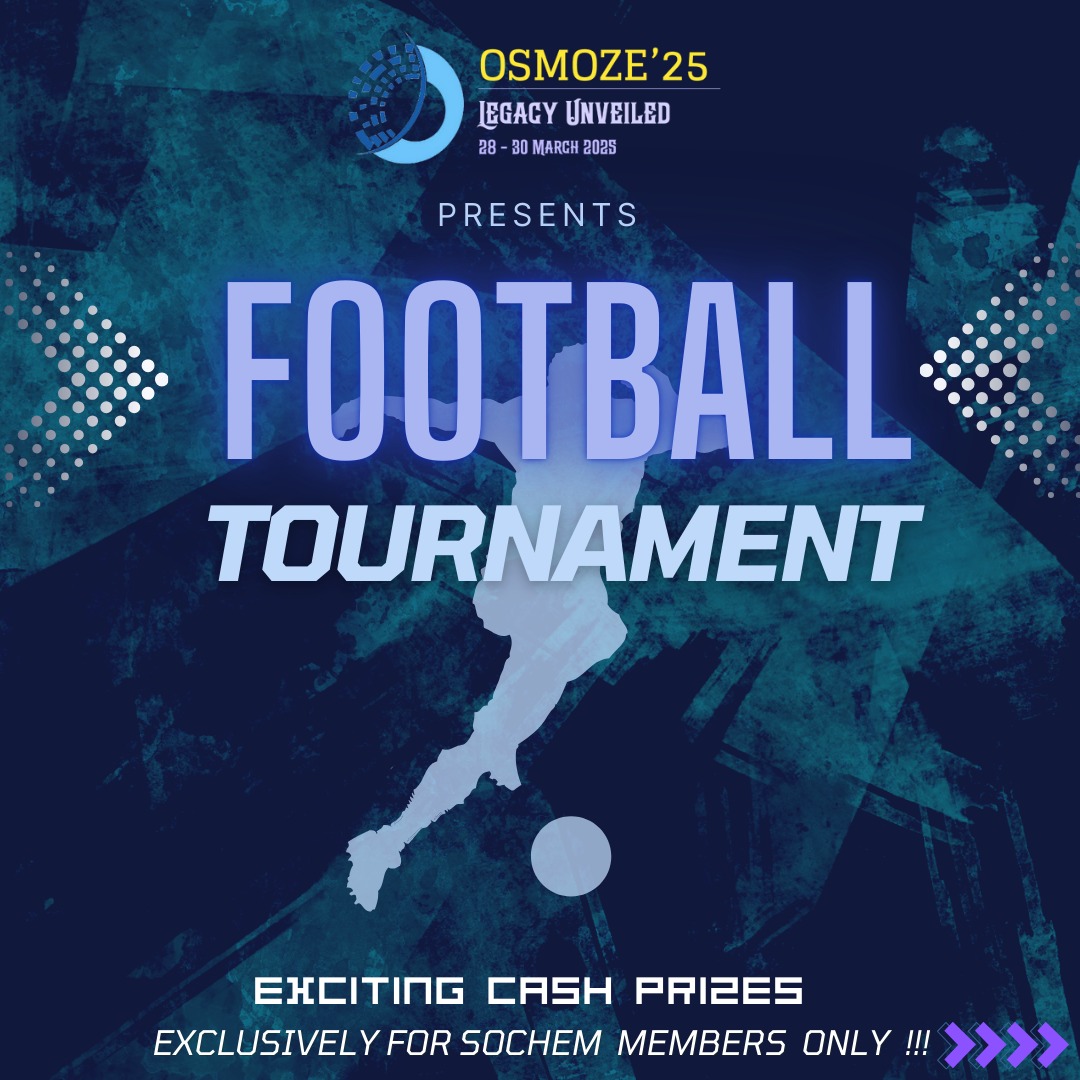 OSMOZE'25
LEGACY UNVEILED
28 - 30 MARCH 2025
PRESENTS
FOOTBALL
TOURNAMENT
EXCITING CASH PRIZES
EXCLUSIVELY FOR SOCHEM MEMBERS ONLY !!!